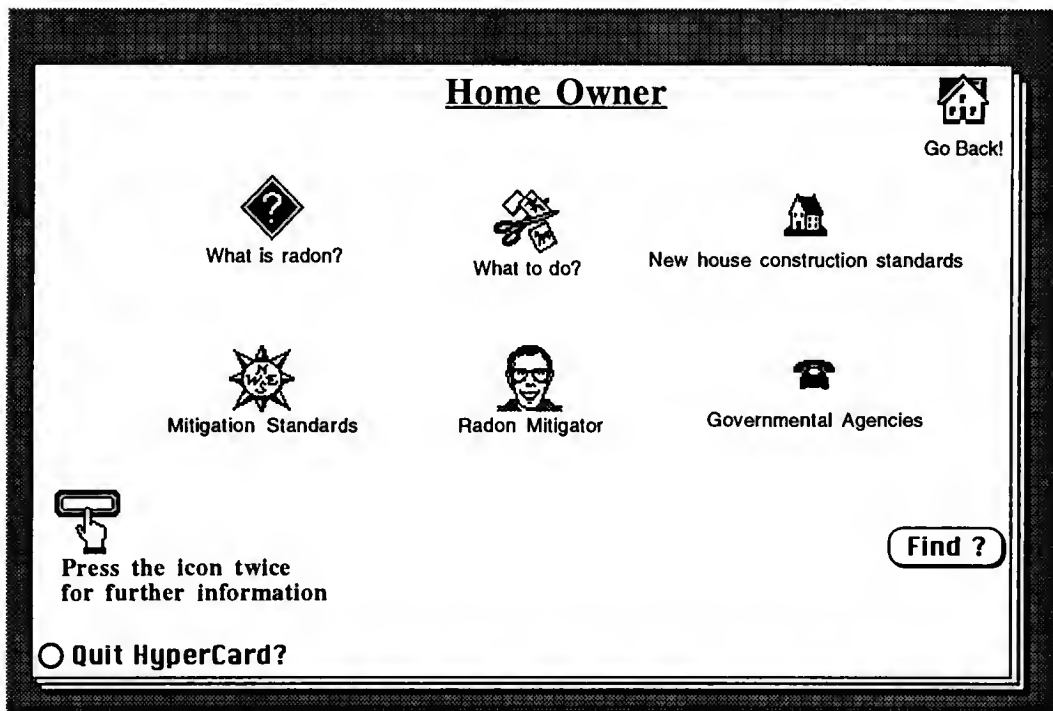 Home Owner
Go Back!
?
What is radon?
What to do?
New house construction standards
N
W E
S
Mitigation Standards
Radon Mitigator
Governmental Agencies
Press the icon twice
for further information
Find ?
Quit HyperCard?